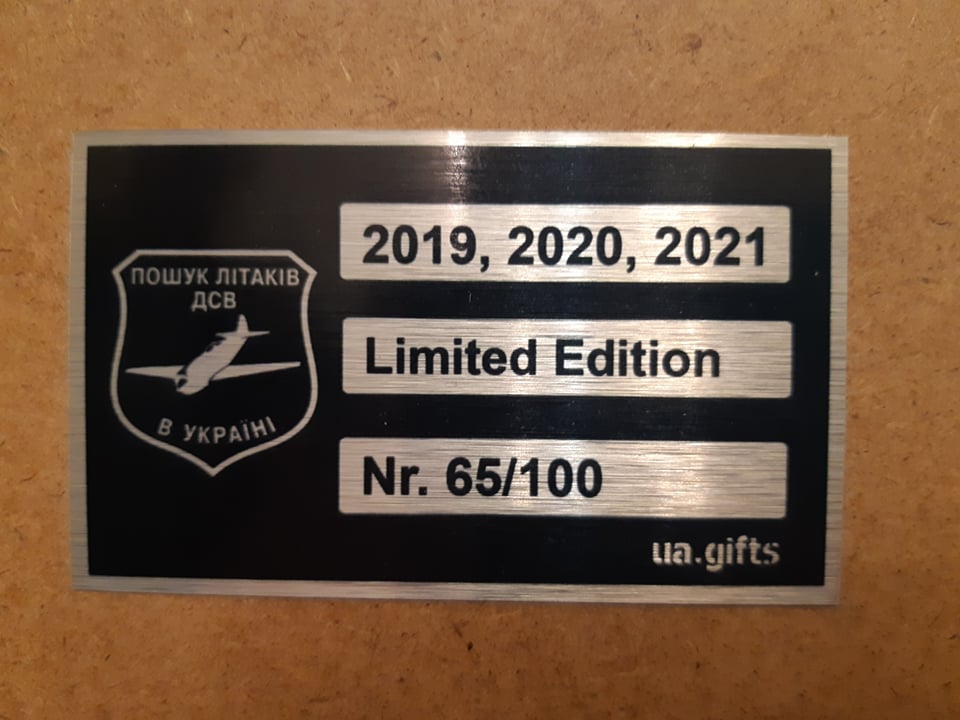 ПОШУК ЛІТАКІВ
ДСВ
В УКРАЇНІ
2019, 2020, 2021
Limited Edition
Nr. 65/100
ua.gifts